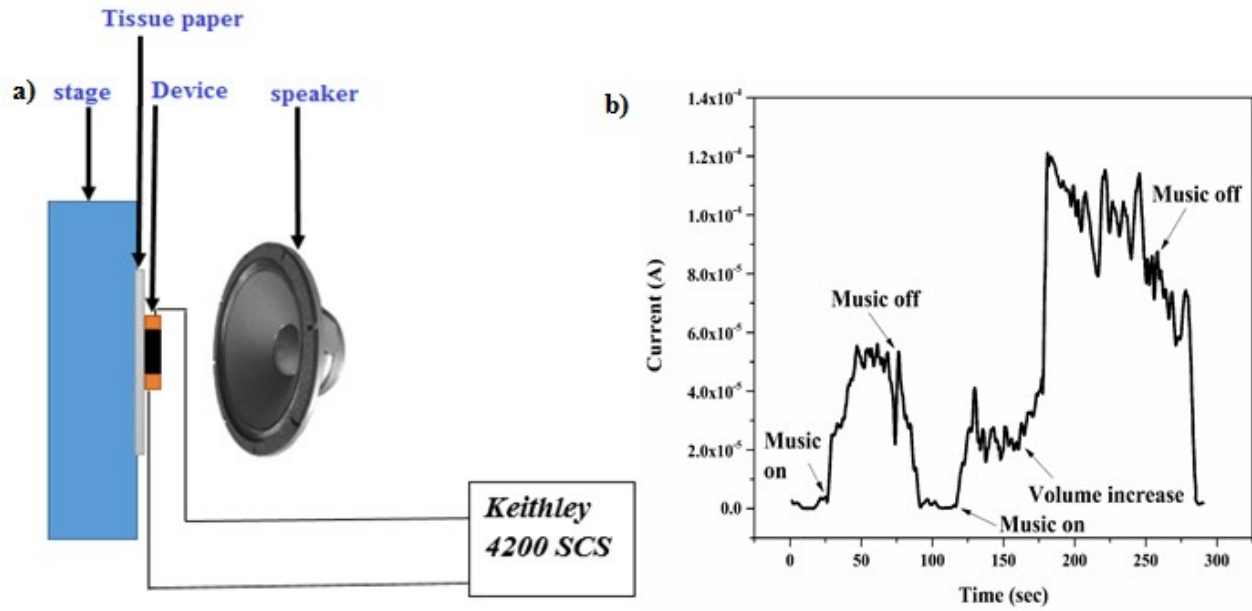 a)
Tissue paper
stage
Device
speaker
Keithley
4200 SCS
b)
Current (A)
1.4x10⁻⁴
1.2x10⁻⁴
1.0x10⁻⁴
8.0x10⁻⁵
6.0x10⁻⁵
4.0x10⁻⁵
2.0x10⁻⁵
0.0
Music off
Music off
Music
on
Volume increase
Music on
0 50 100 150 200 250 300
Time (sec)